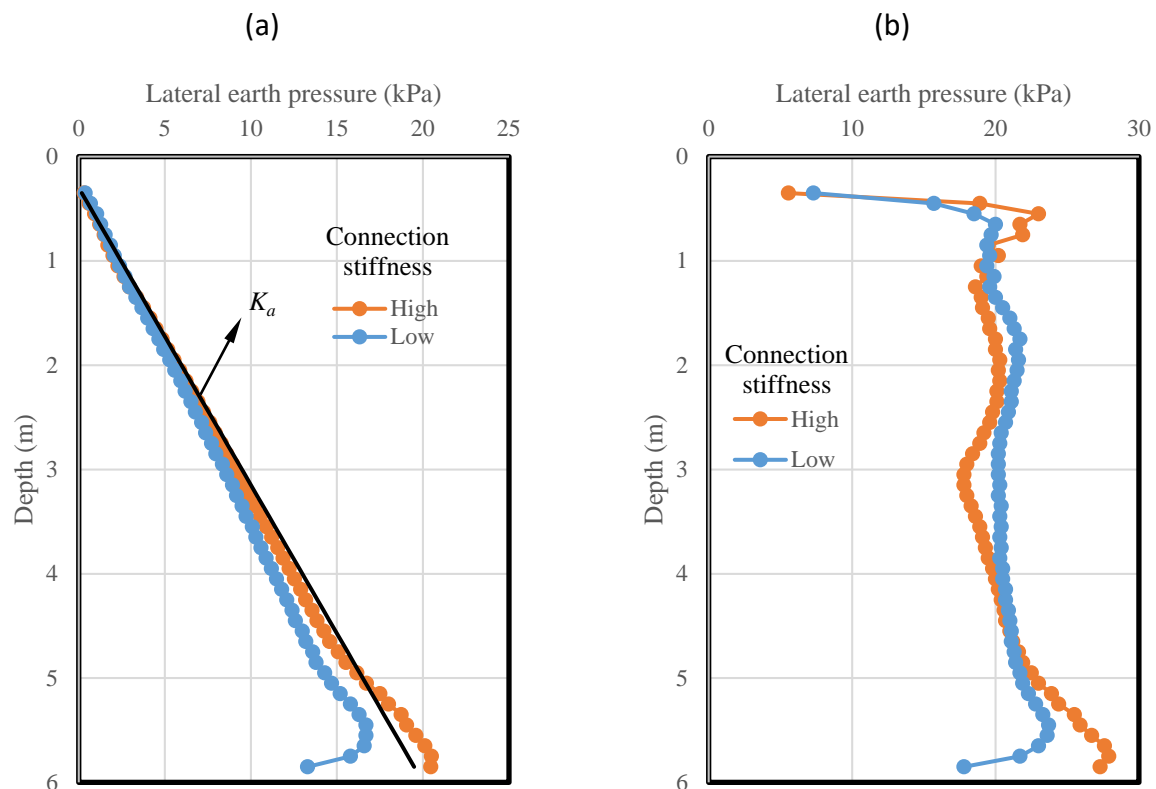 (a)
Lateral earth pressure (kPa)
0 5 10 15 20 25
0
1
2
3
4
5
6
Depth (m)
Connection
stiffness
High
Low
Ka
(b)
Lateral earth pressure (kPa)
0 10 20 30
0
1
2
3
4
5
6
Depth (m)
Connection
stiffness
High
Low